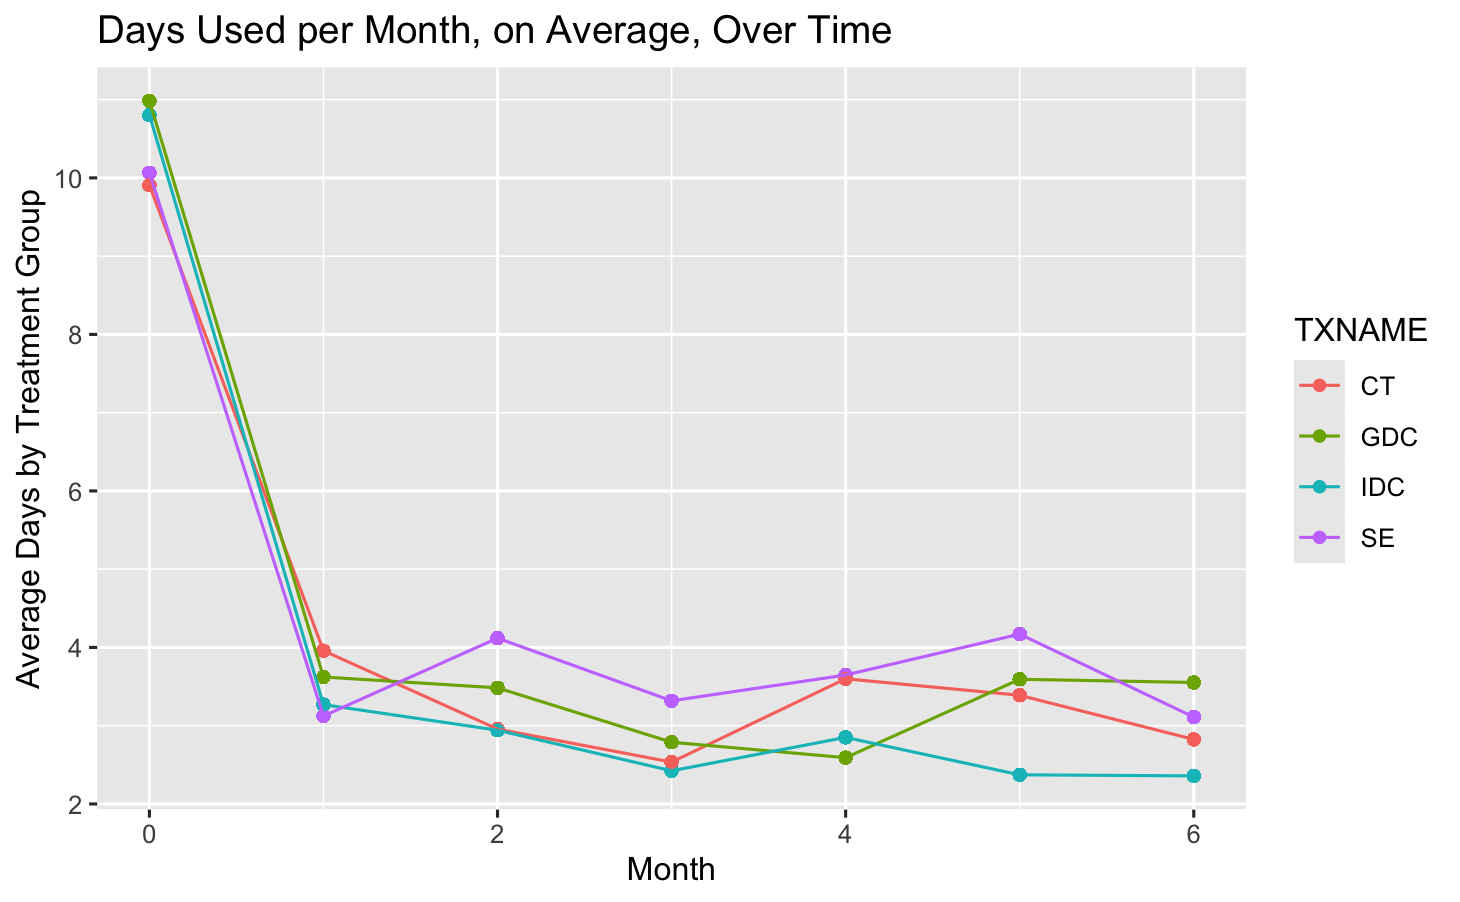 Days Used per Month, on Average, Over Time
Average Days by Treatment Group
10
8
6
4
2
0 2 4 6
Month
TXNAME
CT
GDC
IDC
SE